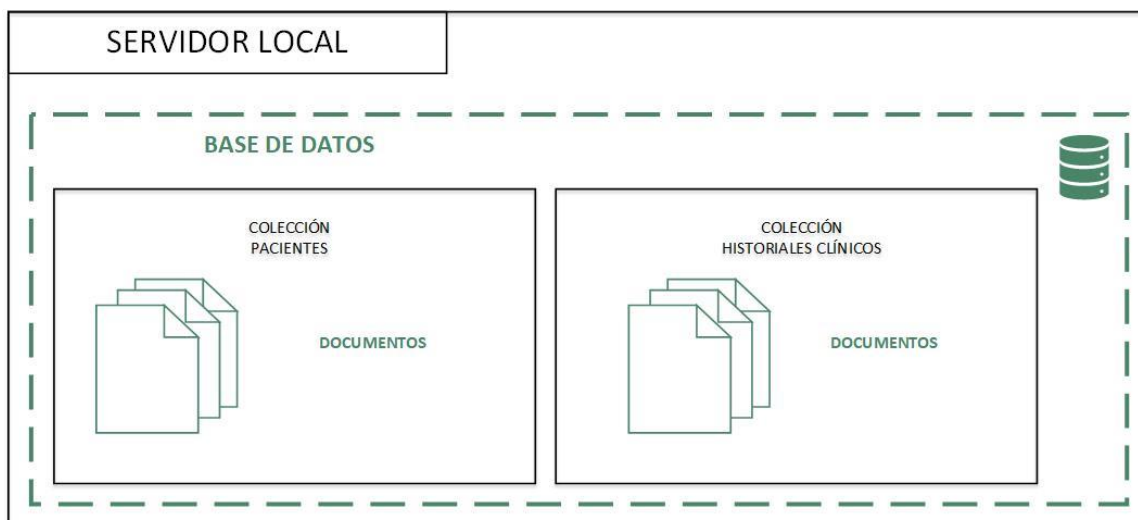 SERVIDOR LOCAL
BASE DE DATOS
COLECCIÓN
PACIENTES
DOCUMENTOS
COLECCIÓN
HISTORIALES CLÍNICOS
DOCUMENTOS